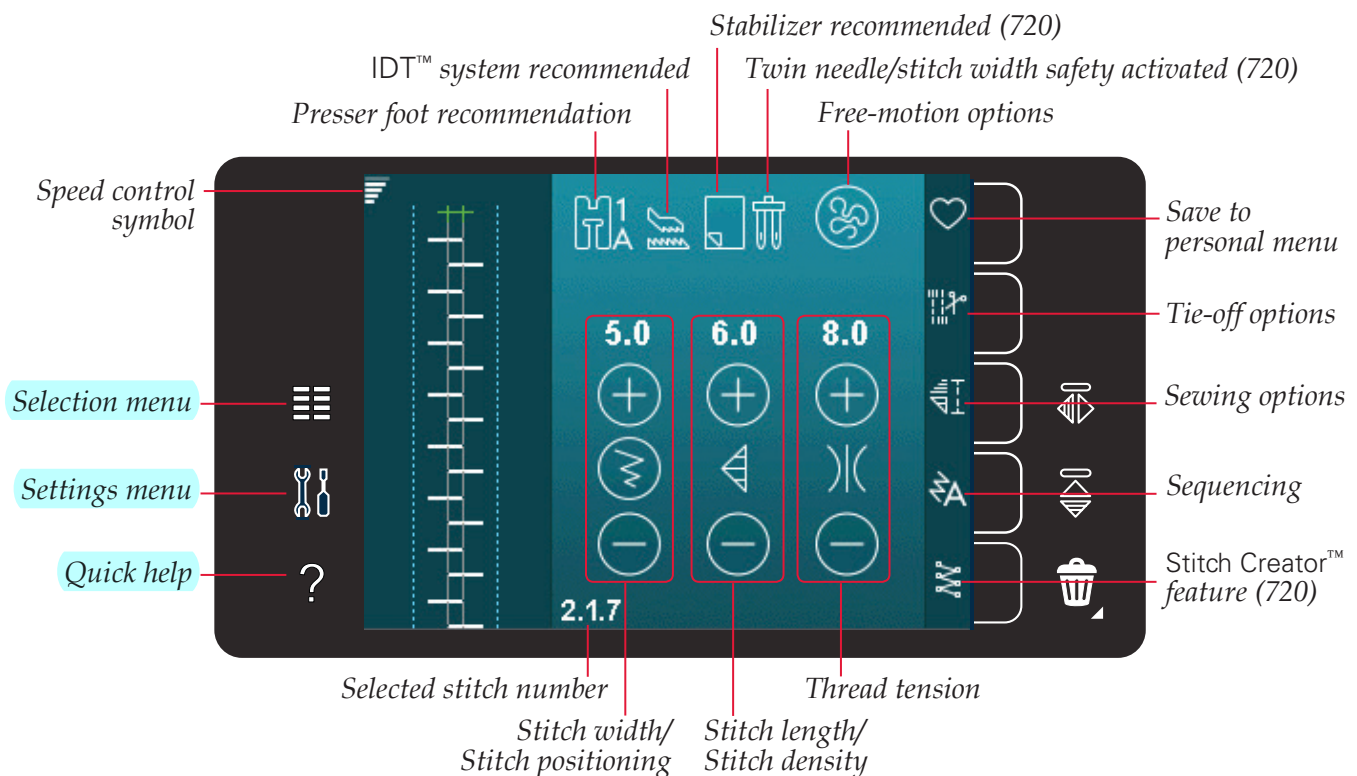 Stabilizer recommended (720)
IDT™ system recommended
Twin needle/stitch width safety activated (720)
Presser foot recommendation
Free-motion options
Speed control
symbol
1
A
Save to
personal menu
Tie-off options
5.0
6.0
8.0
Selection menu
Sewing options
Settings menu
A
Sequencing
Quick help
?
Stitch Creator™
feature (720)
2.1.7
Selected stitch number
Thread tension
Stitch width/
Stitch positioning
Stitch length/
Stitch density